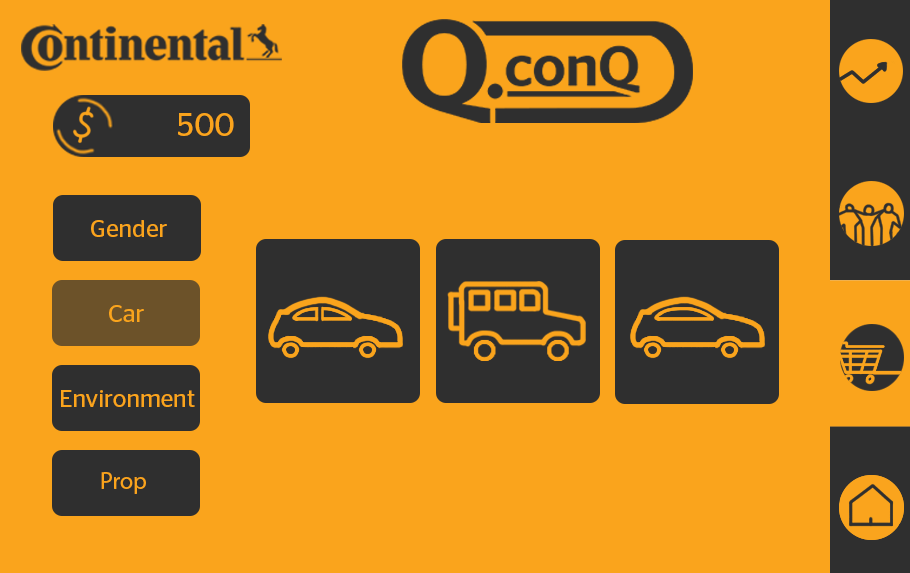 Continental
Q.conQ
$ 500
Gender
Car
Environment
Prop